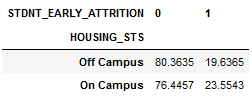 STDNT_EARLY_ATTRITION 0 1
HOUSING_STS
Off Campus 80.3635 19.6365
On Campus 76.4457 23.5543